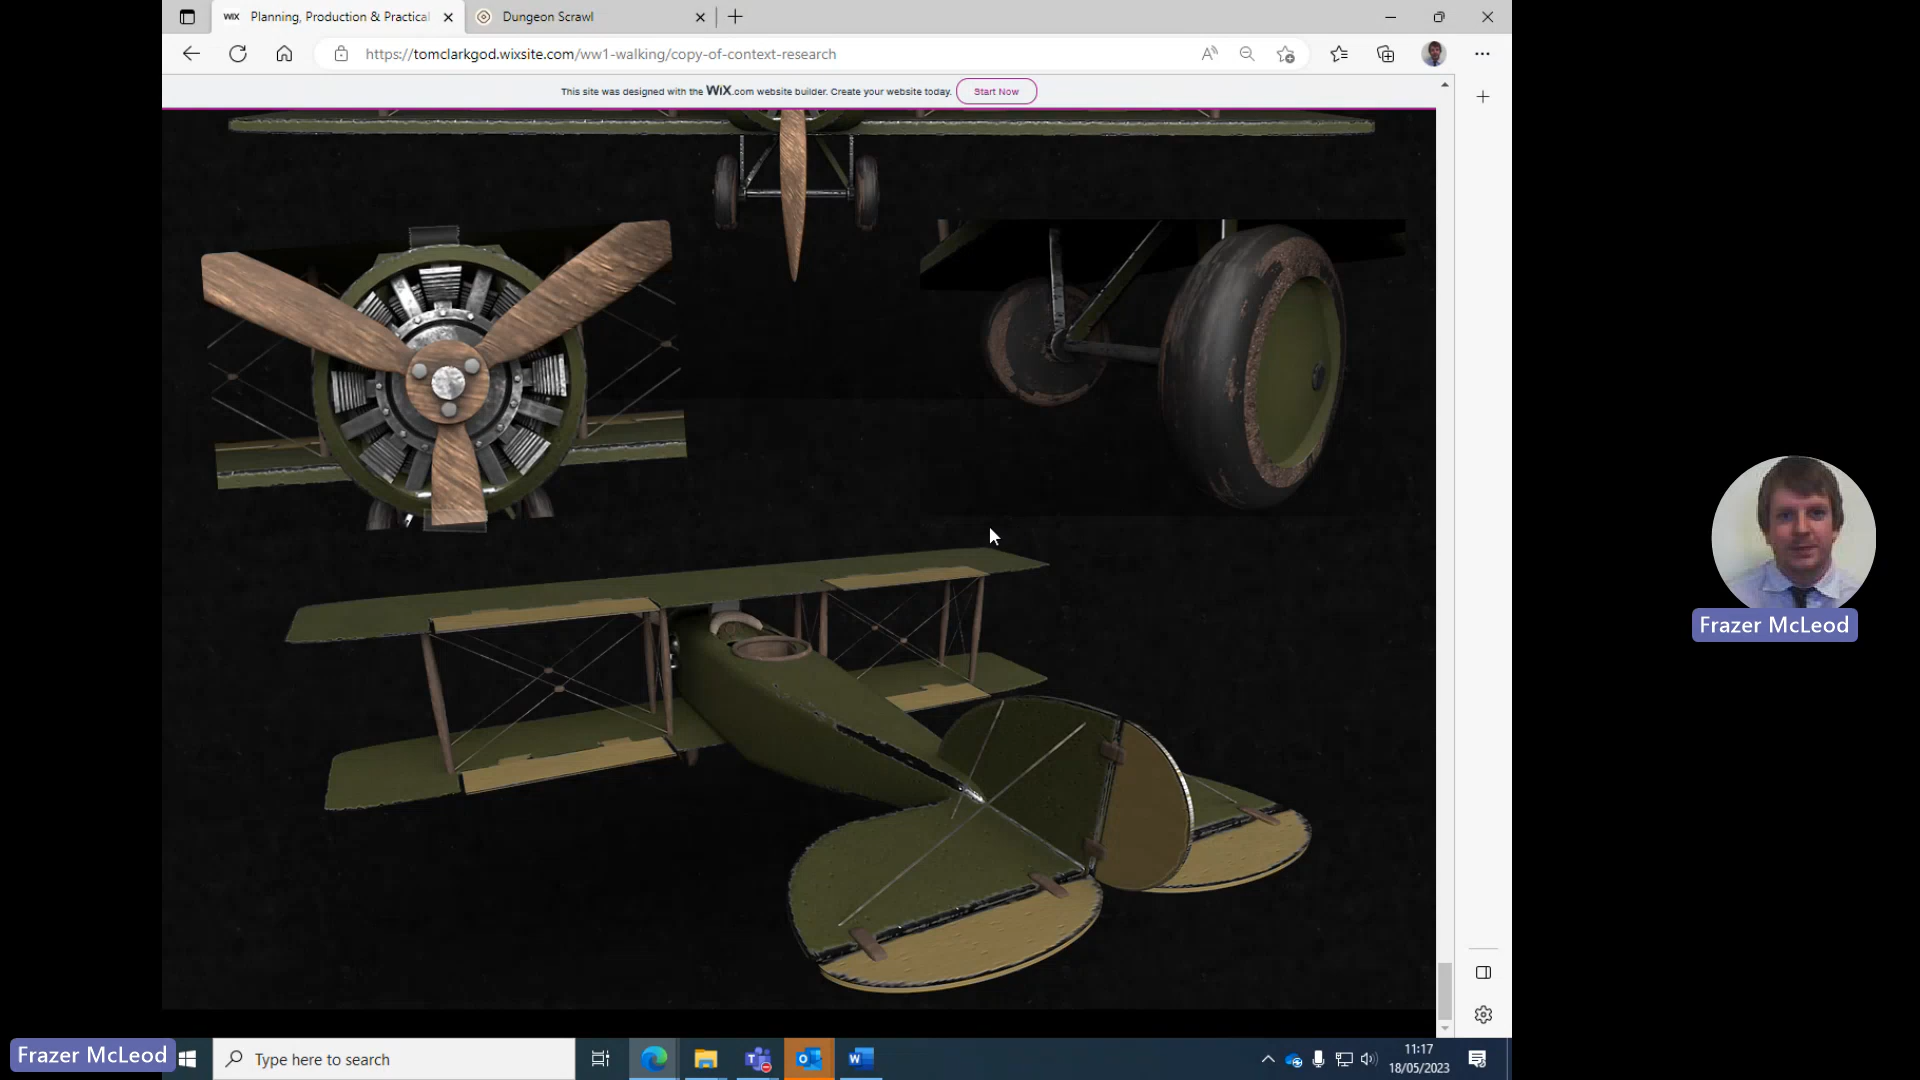 WIX Planning, Production & Practical
Dungeon Scrawl
https://tomclarkgod.wixsite.com/ww1-walking/copy-of-context-research
This site was designed with the WiX.com website builder. Create your website today. Start Now
Frazer McLeod
Frazer McLeod
Type here to search
11:17
18/05/2023